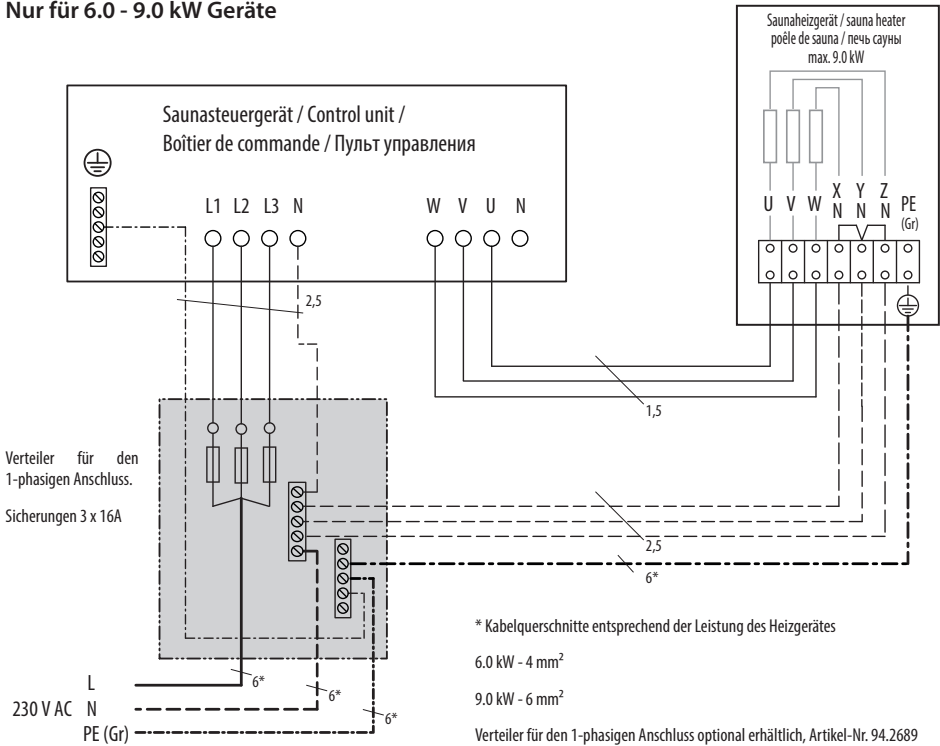 Nur für 6.0 - 9.0 kW Geräte
Saunaheizgerät / sauna heater
poêle de sauna / печь сауны
max. 9.0 kW
Saunasteuergerät / Control unit /
Boîtier de commande / Пульт управления
L1 L2 L3 N
W V U N
U V W X Y Z PE
N N N (Gr)
2,5
1,5
Verteiler für den
1-phasigen Anschluss.
Sicherungen 3 x 16A
2,5
6*
* Kabelquerschnitte entsprechend der Leistung des Heizgerätes
6.0 kW - 4 mm²
9.0 kW - 6 mm²
Verteiler für den 1-phasigen Anschluss optional erhältlich, Artikel-Nr. 94.2689
L
230 V AC N
PE (Gr)
6*
6*
6*